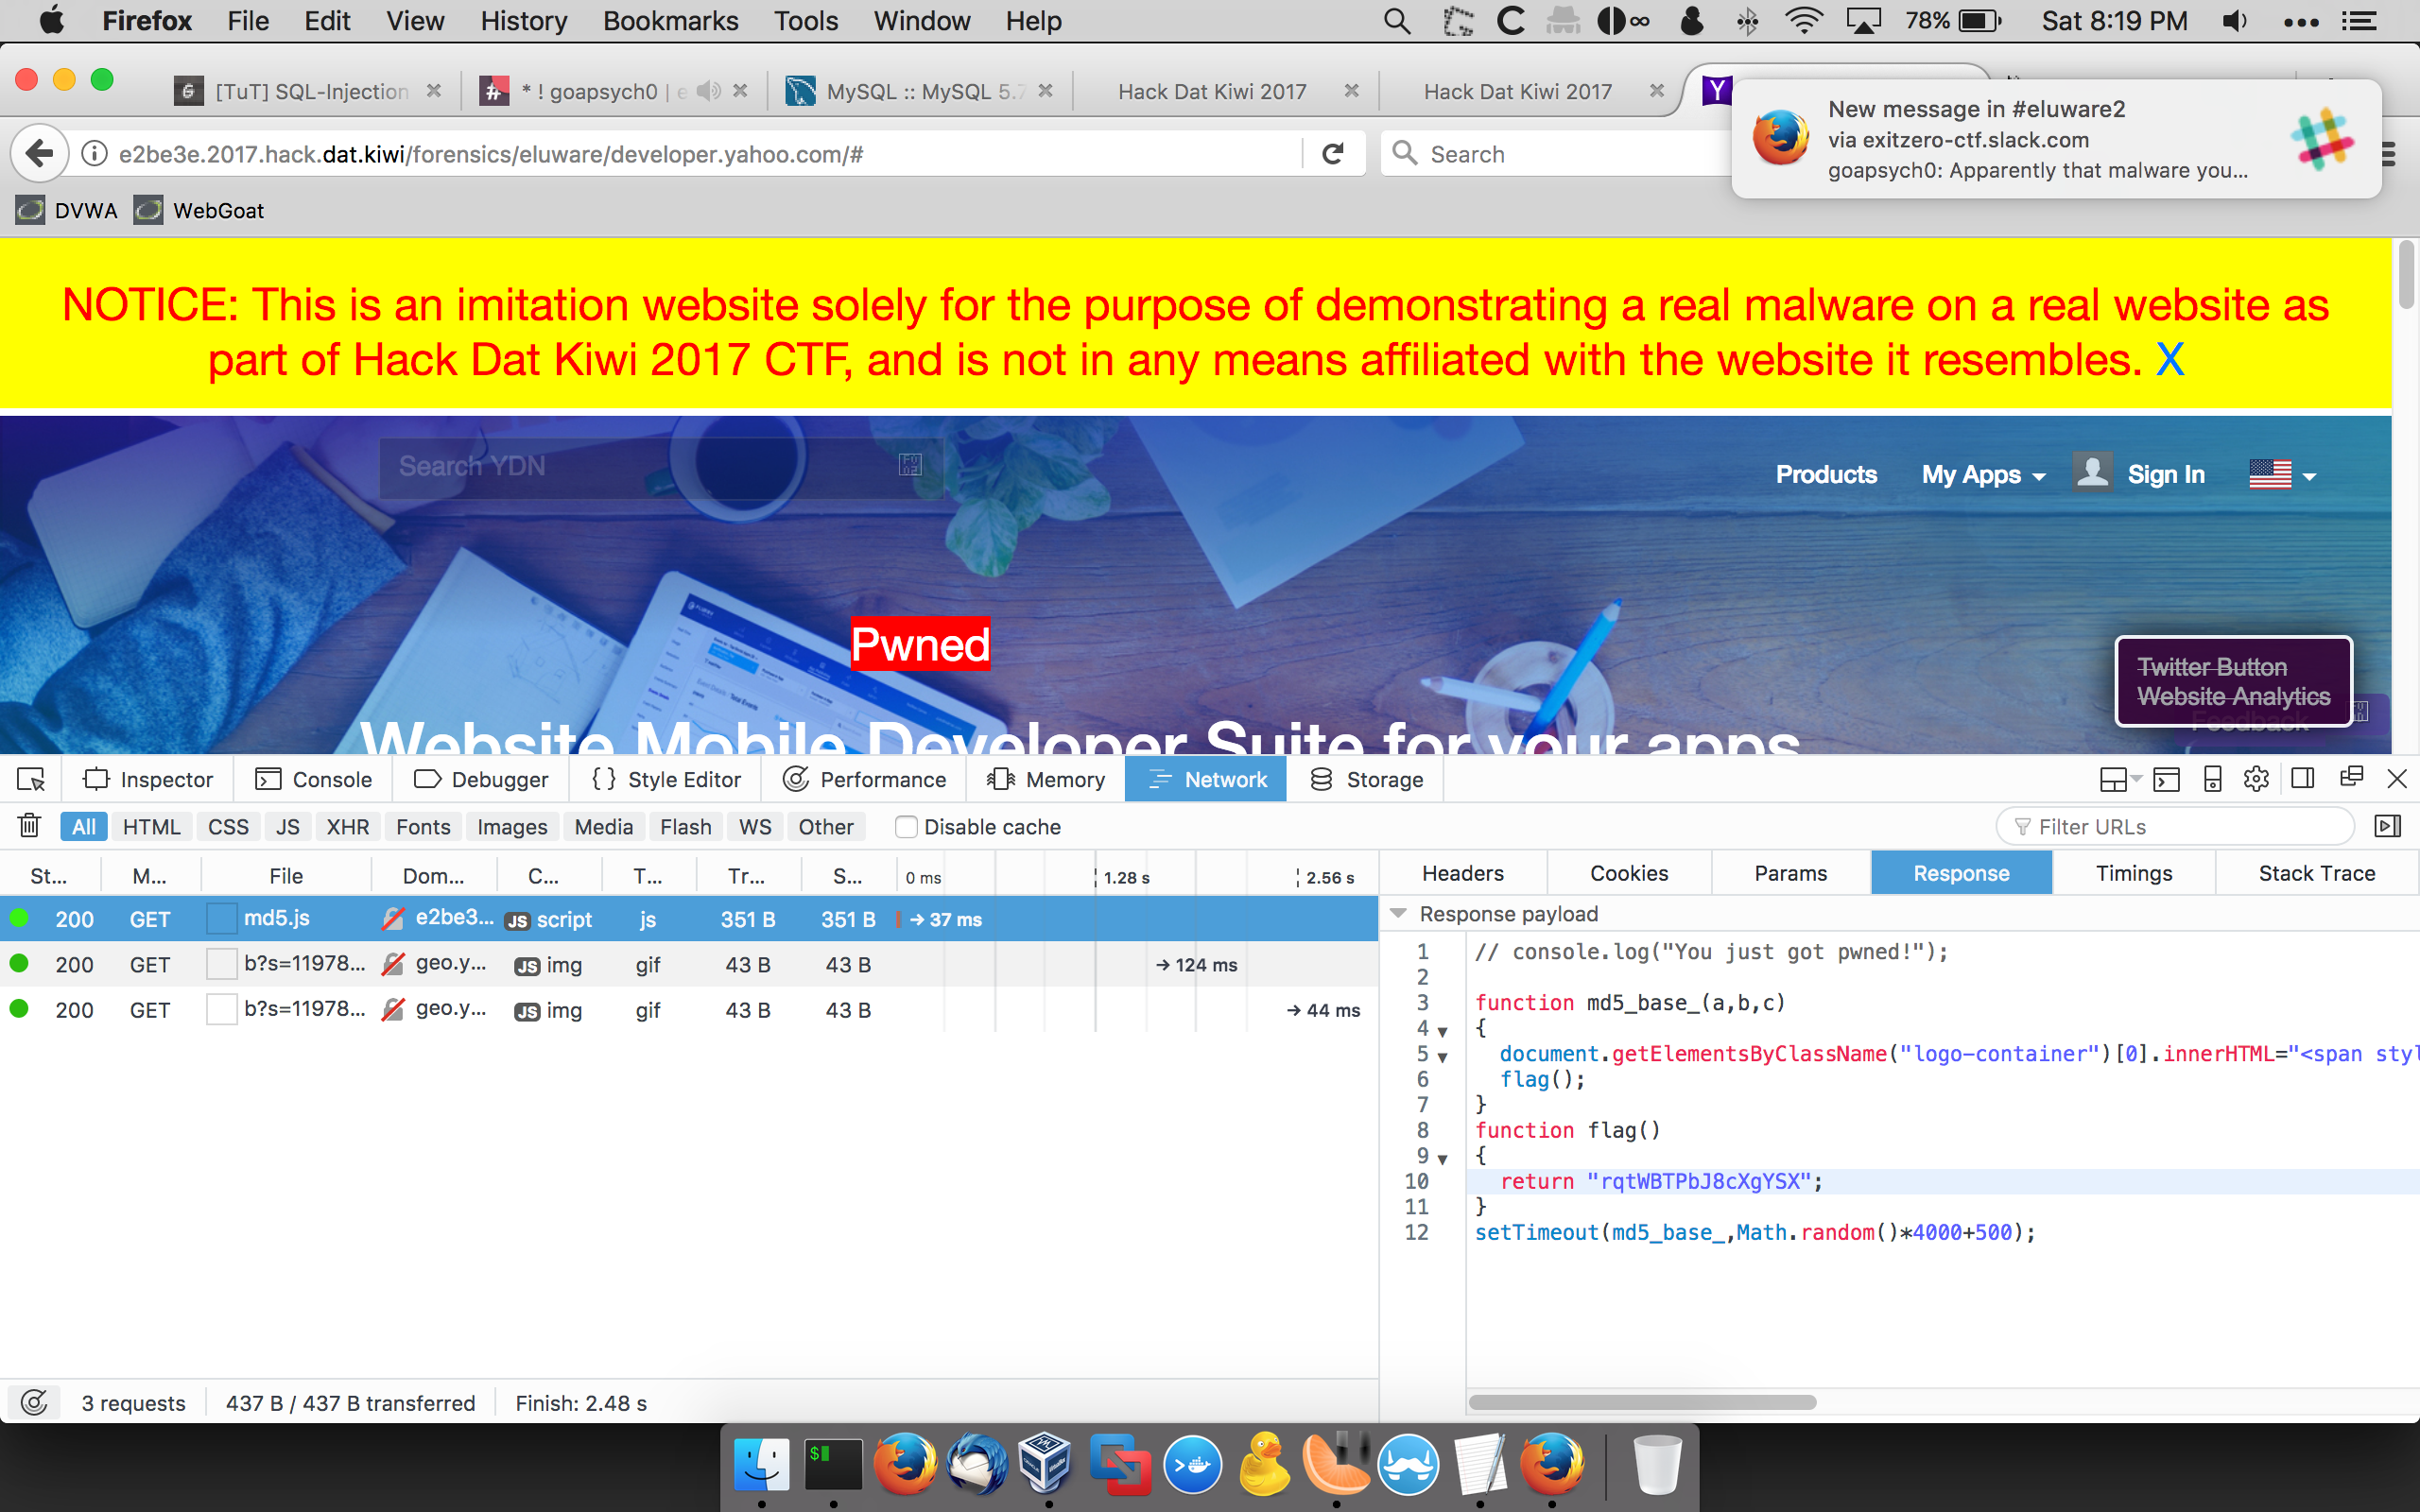 Firefox File Edit View History Bookmarks Tools Window Help 78% Sat 8:19 PM
[TuT] SQL-Injection * ! goapsych0 | e MySQL :: MySQL 5.7 Hack Dat Kiwi 2017 Hack Dat Kiwi 2017
New message in #eluware2
via exitzero-ctf.slack.com
goapsych0: Apparently that malware you...
e2be3e.2017.hack.dat.kiwi/forensics/eluware/developer.yahoo.com/# Search
DVWA WebGoat
NOTICE: This is an imitation website solely for the purpose of demonstrating a real malware on a real website as
part of Hack Dat Kiwi 2017 CTF, and is not in any means affiliated with the website it resembles. X
Search YDN Products My Apps Sign In
Pwned
Twitter Button
Website Analytics
Feedback
Website Mobile Developer Suite for your apps
Inspector Console Debugger Style Editor Performance Memory Network Storage
All HTML CSS JS XHR Fonts Images Media Flash WS Other Disable cache Filter URLs
St... M... File Dom... C... T... Tr... S... 0 ms 1.28 s 2.56 s
200 GET md5.js e2be3... JS script js 351 B 351 B → 37 ms
200 GET b?s=11978... geo.y... JS img gif 43 B 43 B → 124 ms
200 GET b?s=11978... geo.y... JS img gif 43 B 43 B → 44 ms
3 requests 437 B / 437 B transferred Finish: 2.48 s
Headers Cookies Params Response Timings Stack Trace
Response payload
1 // console.log("You just got pwned!");
2
3 function md5_base_(a,b,c)
4 {
5 document.getElementsByClassName("logo-container")[0].innerHTML="<span styl
6 flag();
7 }
8 function flag()
9 {
10 return "rqtWBTPbJ8cXgYSX";
11 }
12 setTimeout(md5_base_,Math.random()*4000+500);